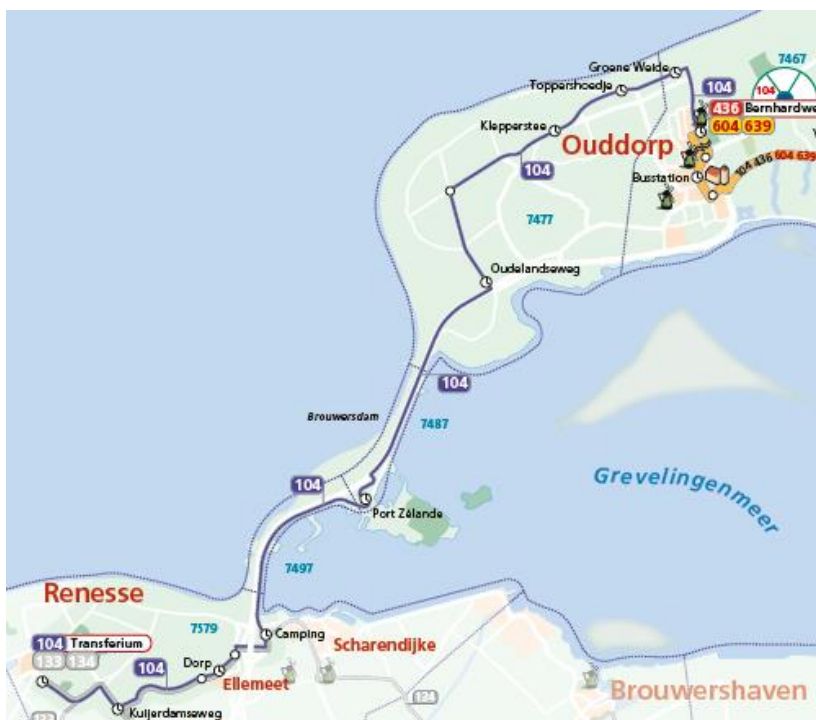 7467
Groene Weide
104
104
Toppershoedje
436 Bernhardwe
604 639
Klepperstee
Ouddorp
104 436 604 639
104
Busstation
7477
Oudelandseweg
104
Brouwersdam
7487
Grevelingenmeer
104
Port Zélande
7497
Renesse
7579
Camping
Scharendijke
104 Transferium
133 134
104
Dorp
Ellemeet
134
Brouwershaven
Kuijerdamseweg
133